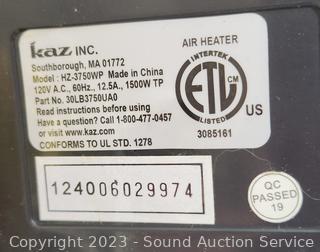 kaz INC.
Southborough, MA 01772
Model : HZ-3750WP Made in China
120V A.C., 60Hz., 12.5A., 1500W TP
Part No. 30LB3750UA0
Read instructions before using
Have a question? Call 1-800-477-0457
www.kaz.com
CONFORMS TO UL STD. 1278
AIR HEATER
INTERTEK
ETL CM
LISTED
US
3085161
124006029974
QC
PASSED
19
Copyright 2023 - Sound Auction Service